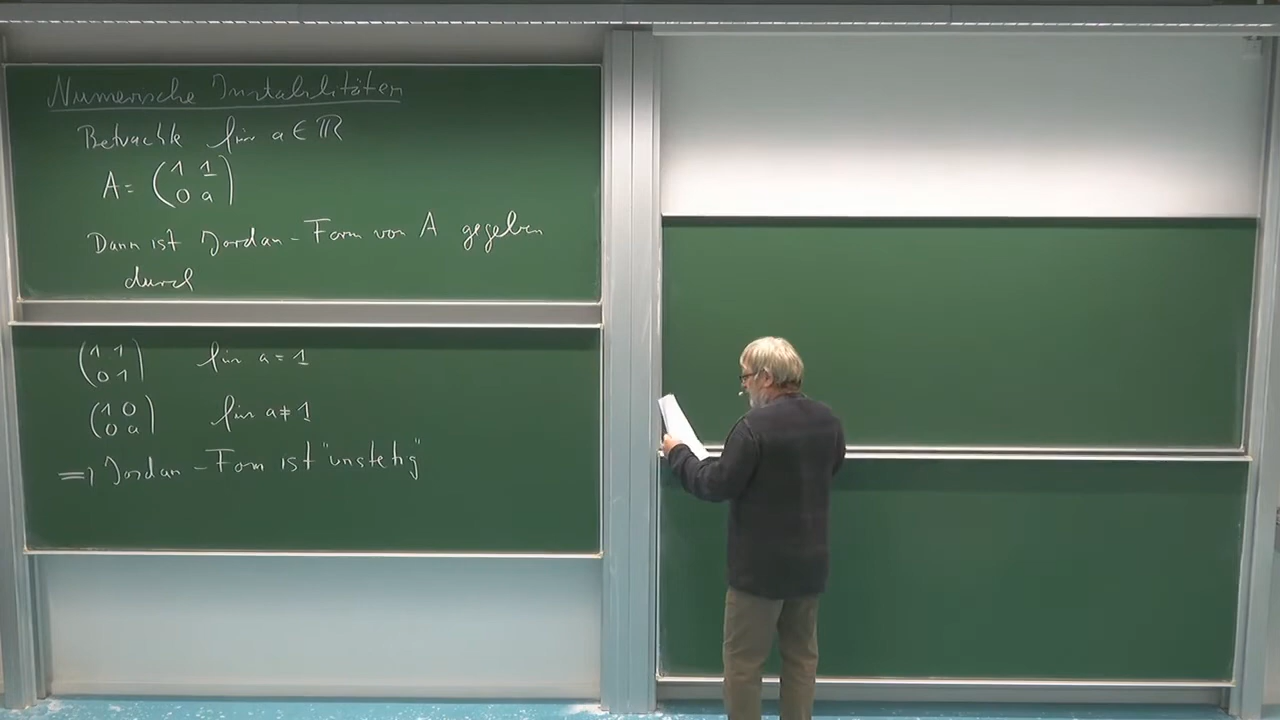 Numerische Instabilitäten
Betrachte für a ∈ ℝ
A = (1 1
0 a)
Dann ist Jordan-Form von A gegeben
durch
(1 1
0 1) für a = 1
(1 0
0 a) für a ≠ 1
=> Jordan-Form ist "unstetig"